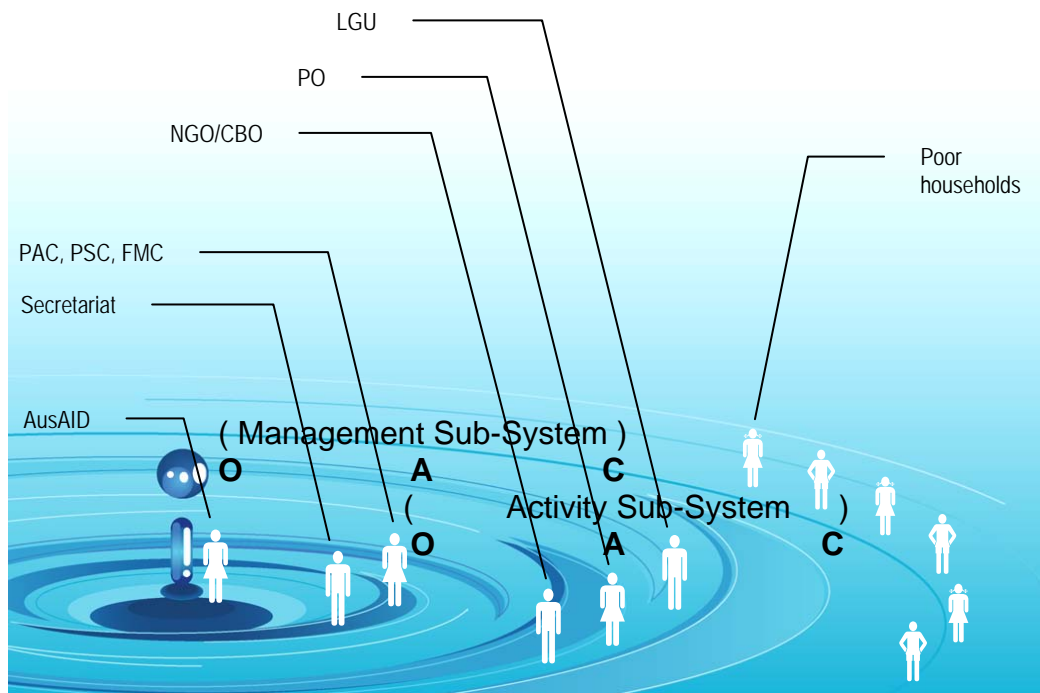 LGU
PO
NGO/CBO
Poor
households
PAC, PSC, FMC
Secretariat
AusAID
( Management Sub-System )
O A C
( Activity Sub-System )
O A C